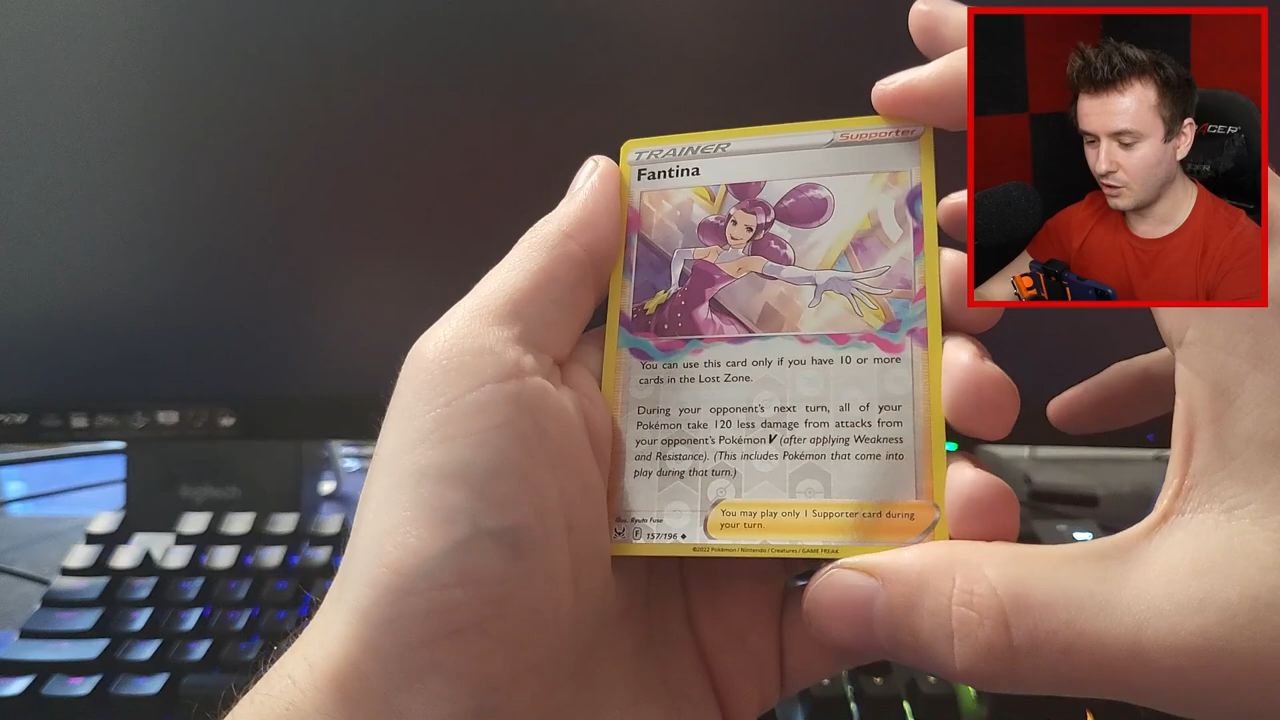 TRAINER
Supporter
Fantina
You can use this card only if you have 10 or more
cards in the Lost Zone.
During your opponent's next turn, all of your
Pokémon take 120 less damage from attacks from
your opponent's Pokémon V (after applying Weakness
and Resistance). (This includes Pokémon that come into
play during that turn.)
You may play only 1 Supporter card during
your turn.
Illus. Ryuta Fuse
F 157/196
©2022 Pokémon / Nintendo / Creatures / GAME FREAK